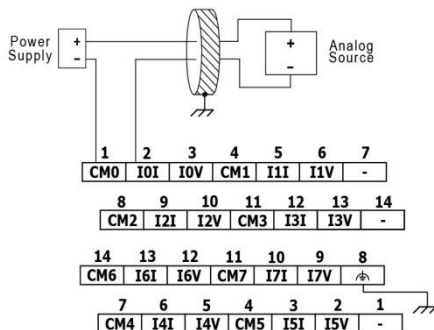 Power
Supply
+
-
+
-
Analog
Source
1 2 3 4 5 6 7
CM0 I0I I0V CM1 I1I I1V -
8 9 10 11 12 13 14
CM2 I2I I2V CM3 I3I I3V -
14 13 12 11 10 9 8
CM6 I6I I6V CM7 I7I I7V
7 6 5 4 3 2 1
CM4 I4I I4V CM5 I5I I5V -